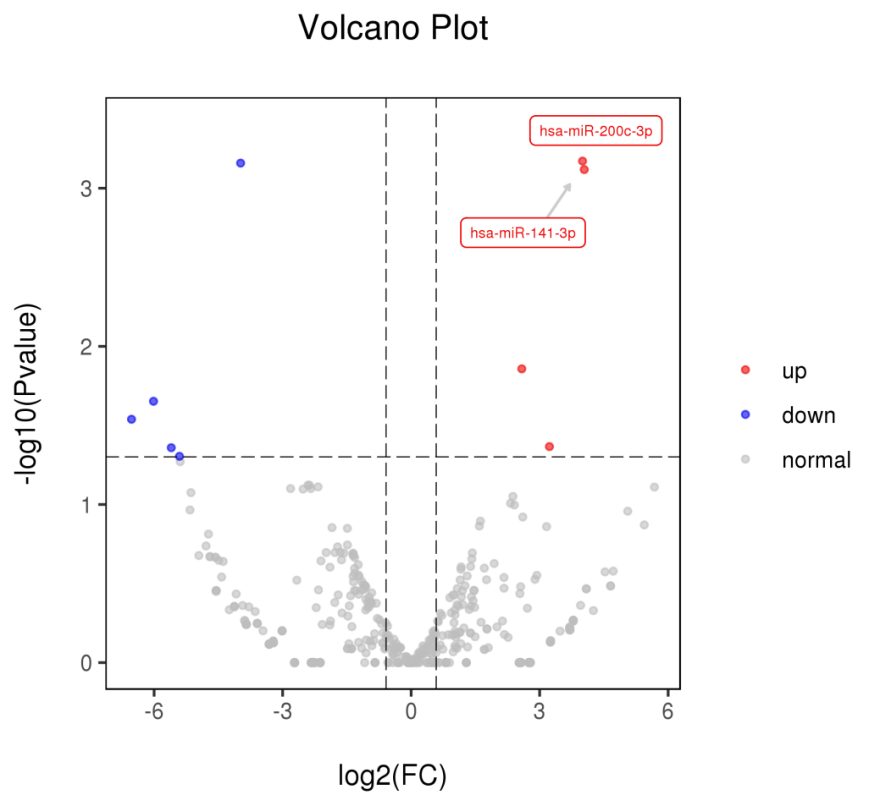 Volcano Plot
hsa-miR-200c-3p
hsa-miR-141-3p
-log10(Pvalue)
3
2
1
0
-6
-3
0
3
6
log2(FC)
up
down
normal